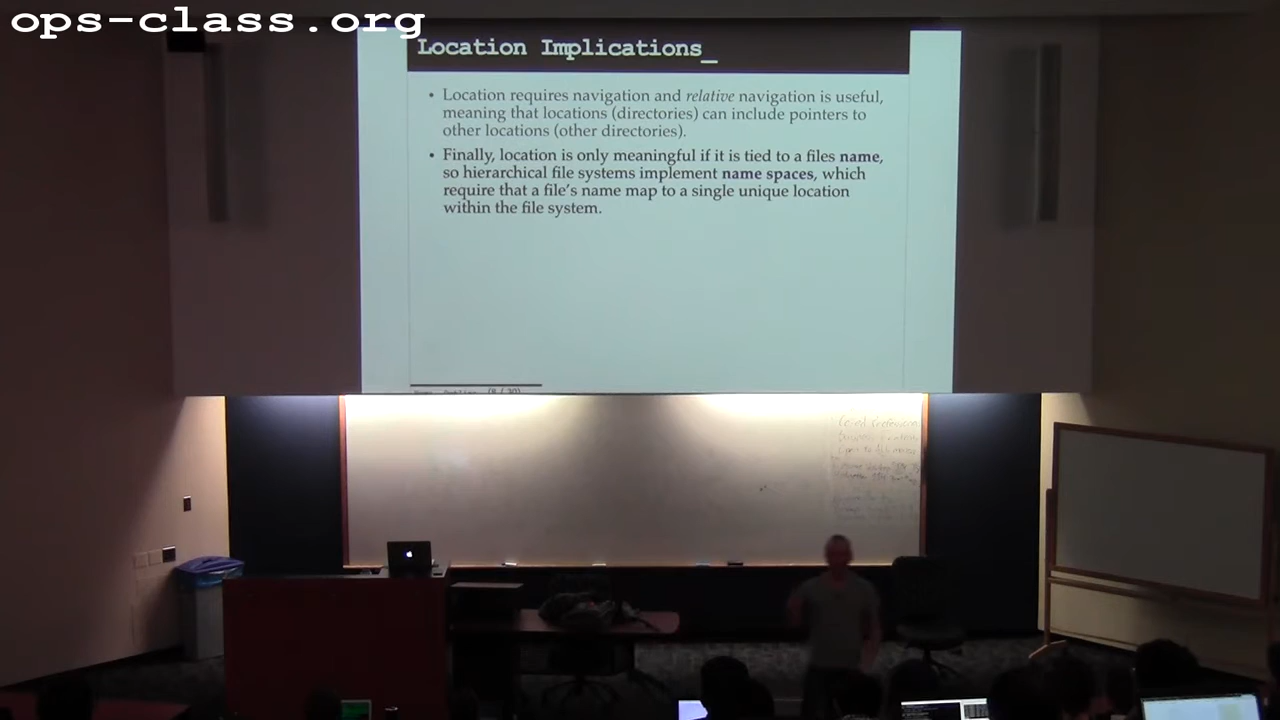 ops-class.org
Location Implications_
• Location requires navigation and relative navigation is useful,
meaning that locations (directories) can include pointers to
other locations (other directories).
• Finally, location is only meaningful if it is tied to a files name,
so hierarchical file systems implement name spaces, which
require that a file's name map to a single unique location
within the file system.